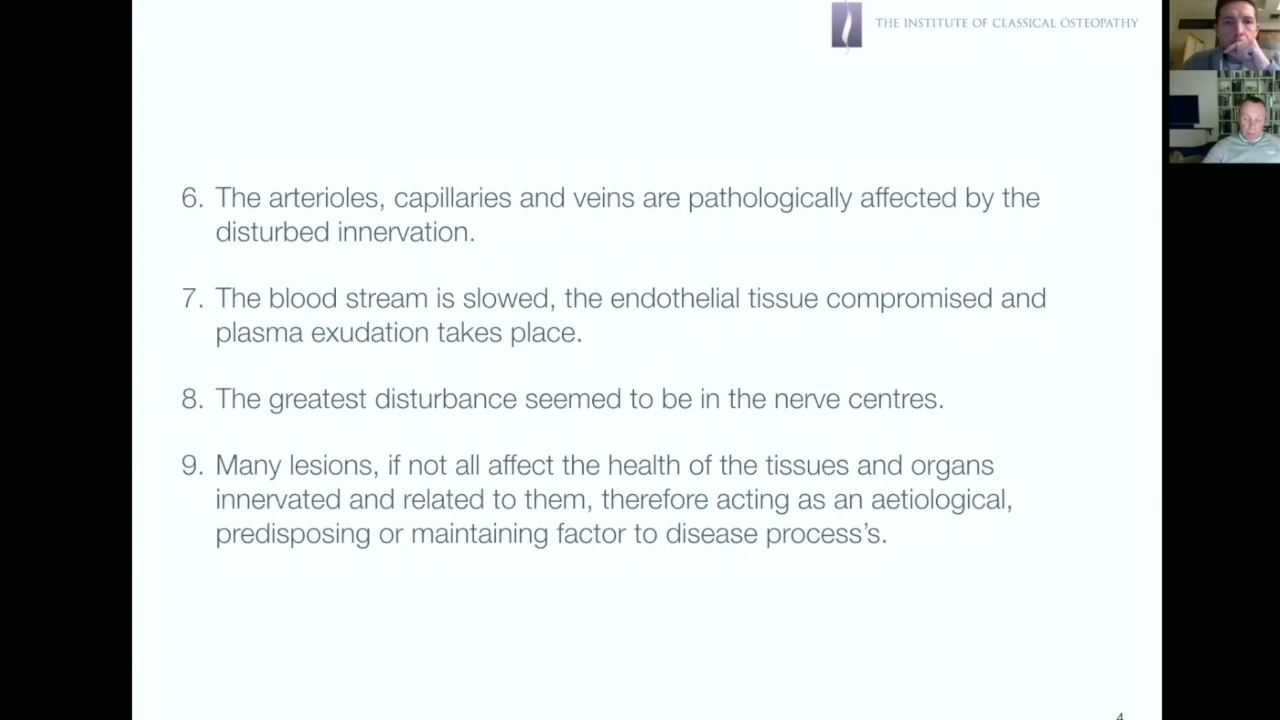 THE INSTITUTE OF CLASSICAL OSTEOPATHY
6. The arterioles, capillaries and veins are pathologically affected by the
disturbed innervation.
7. The blood stream is slowed, the endothelial tissue compromised and
plasma exudation takes place.
8. The greatest disturbance seemed to be in the nerve centres.
9. Many lesions, if not all affect the health of the tissues and organs
innervated and related to them, therefore acting as an aetiological,
predisposing or maintaining factor to disease process’s.
4